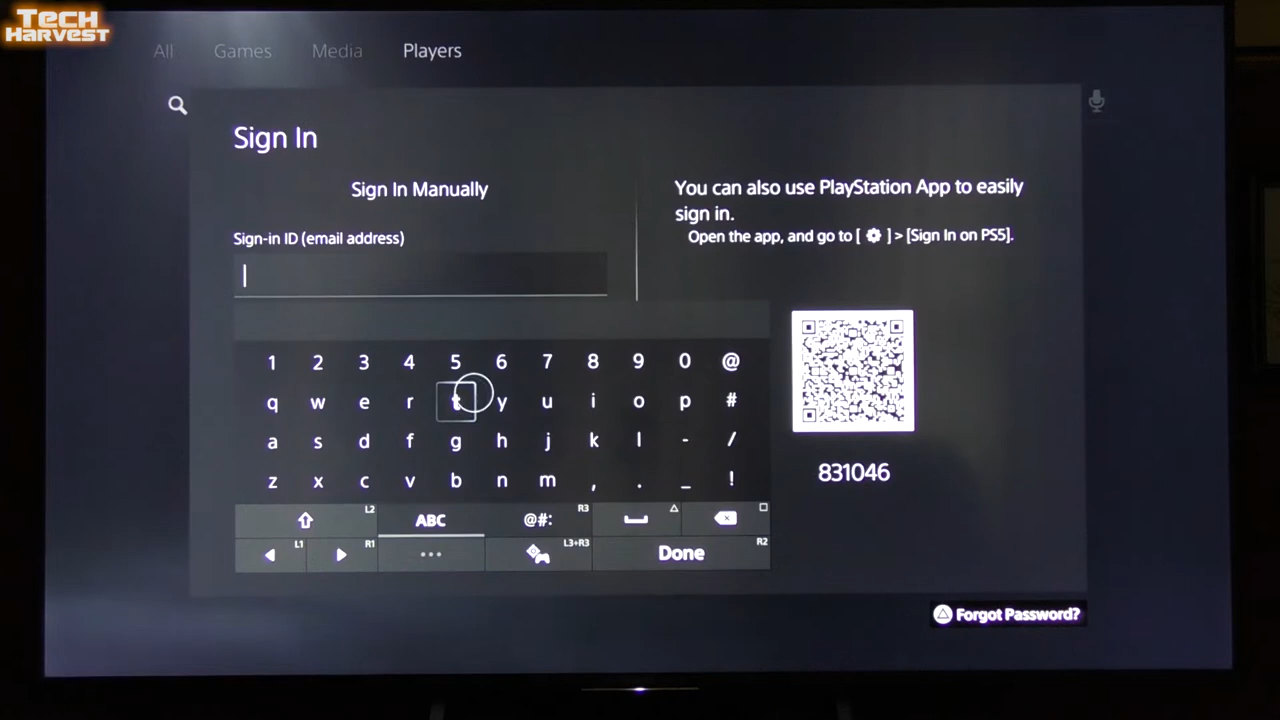 TECH
HARVEST
All Games Media Players
Sign In
Sign In Manually
Sign-in ID (email address)
You can also use PlayStation App to easily
sign in.
Open the app, and go to [ ] > [Sign In on PS5].
1 2 3 4 5 6 7 8 9 0 @
q w e r t y u i o p #
a s d f g h j k l - /
z x c v b n m , . _ !
L2 ABC @#: R3
L1 R1 ... L3+R3 Done R2
831046
Forgot Password?